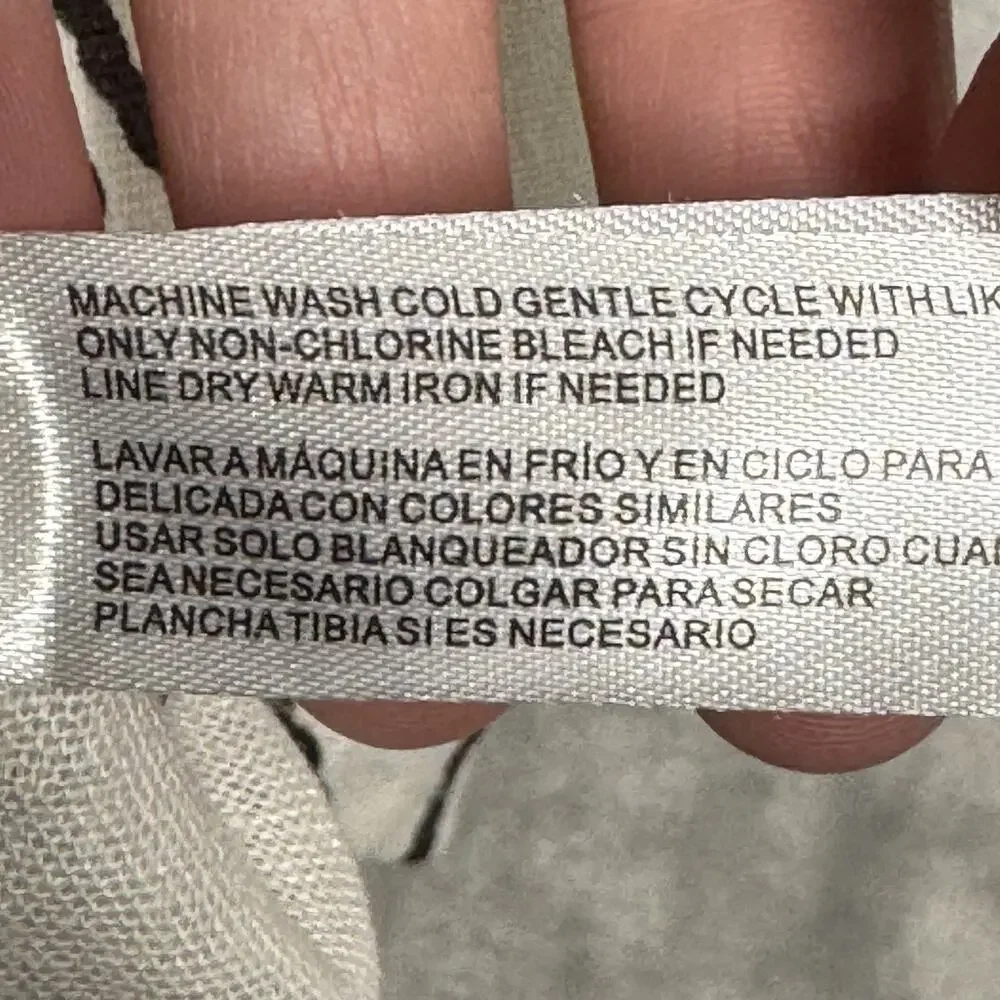 MACHINE WASH COLD GENTLE CYCLE WITH
ONLY NON-CHLORINE BLEACH IF NEEDED
LINE DRY WARM IRON IF NEEDED
LAVAR A MÁQUINA EN FRÍO Y EN CICLO PARA
DELICADA CON COLORES SIMILARES
USAR SOLO BLANQUEADOR SIN CLORO
SEA NECESARIO COLGAR PARA SECAR
PLANCHA TIBIA SI ES NECESARIO